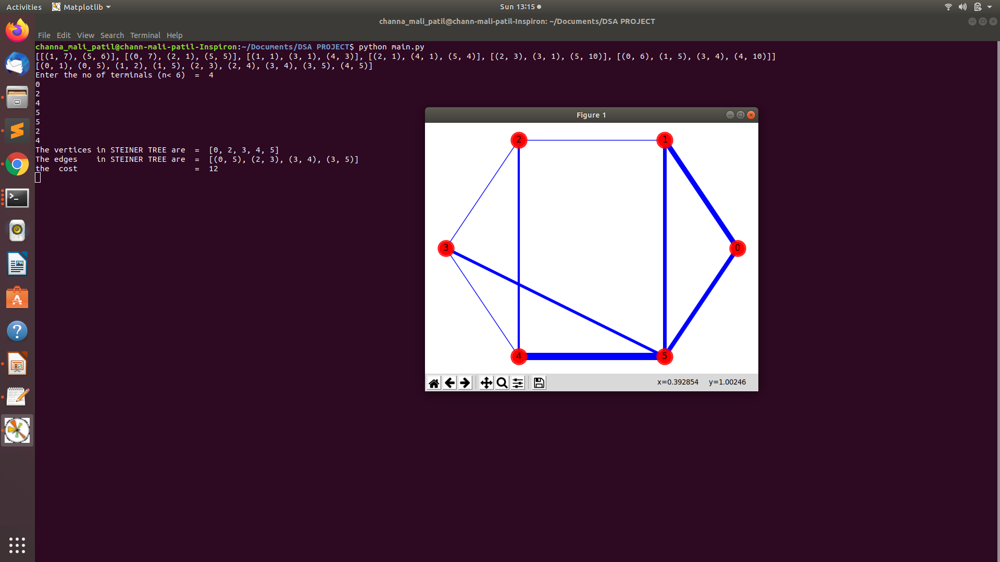 Activities Matplotlib Sun 13:15
channa_mali_patil@chann-mali-patil-Inspiron: ~/Documents/DSA PROJECT
File Edit View Search Terminal Help
channa_mali_patil@chann-mali-patil-Inspiron:~/Documents/DSA PROJECT$ python main.py
[[(1, 7), (5, 6)], [(0, 7), (2, 1), (5, 5)], [(1, 1), (3, 1), (4, 3)], [(2, 1), (4, 1), (5, 4)], [(2, 3), (3, 1), (5, 10)], [(0, 6), (1, 5), (3, 4), (4, 10)]]
[(0, 1), (0, 5), (1, 2), (1, 5), (2, 3), (2, 4), (3, 4), (3, 5), (4, 5)]
Enter the no of terminals (n< 6)  =  4
0
2
4
5
5
2
4
The vertices in STEINER TREE are  =  [0, 2, 3, 4, 5]
The edges    in STEINER TREE are  =  [(0, 5), (2, 3), (3, 4), (3, 5)]
the  cost                         =  12
Figure 1
2 1
3 0
4 5
x=0.392854 y=1.00246